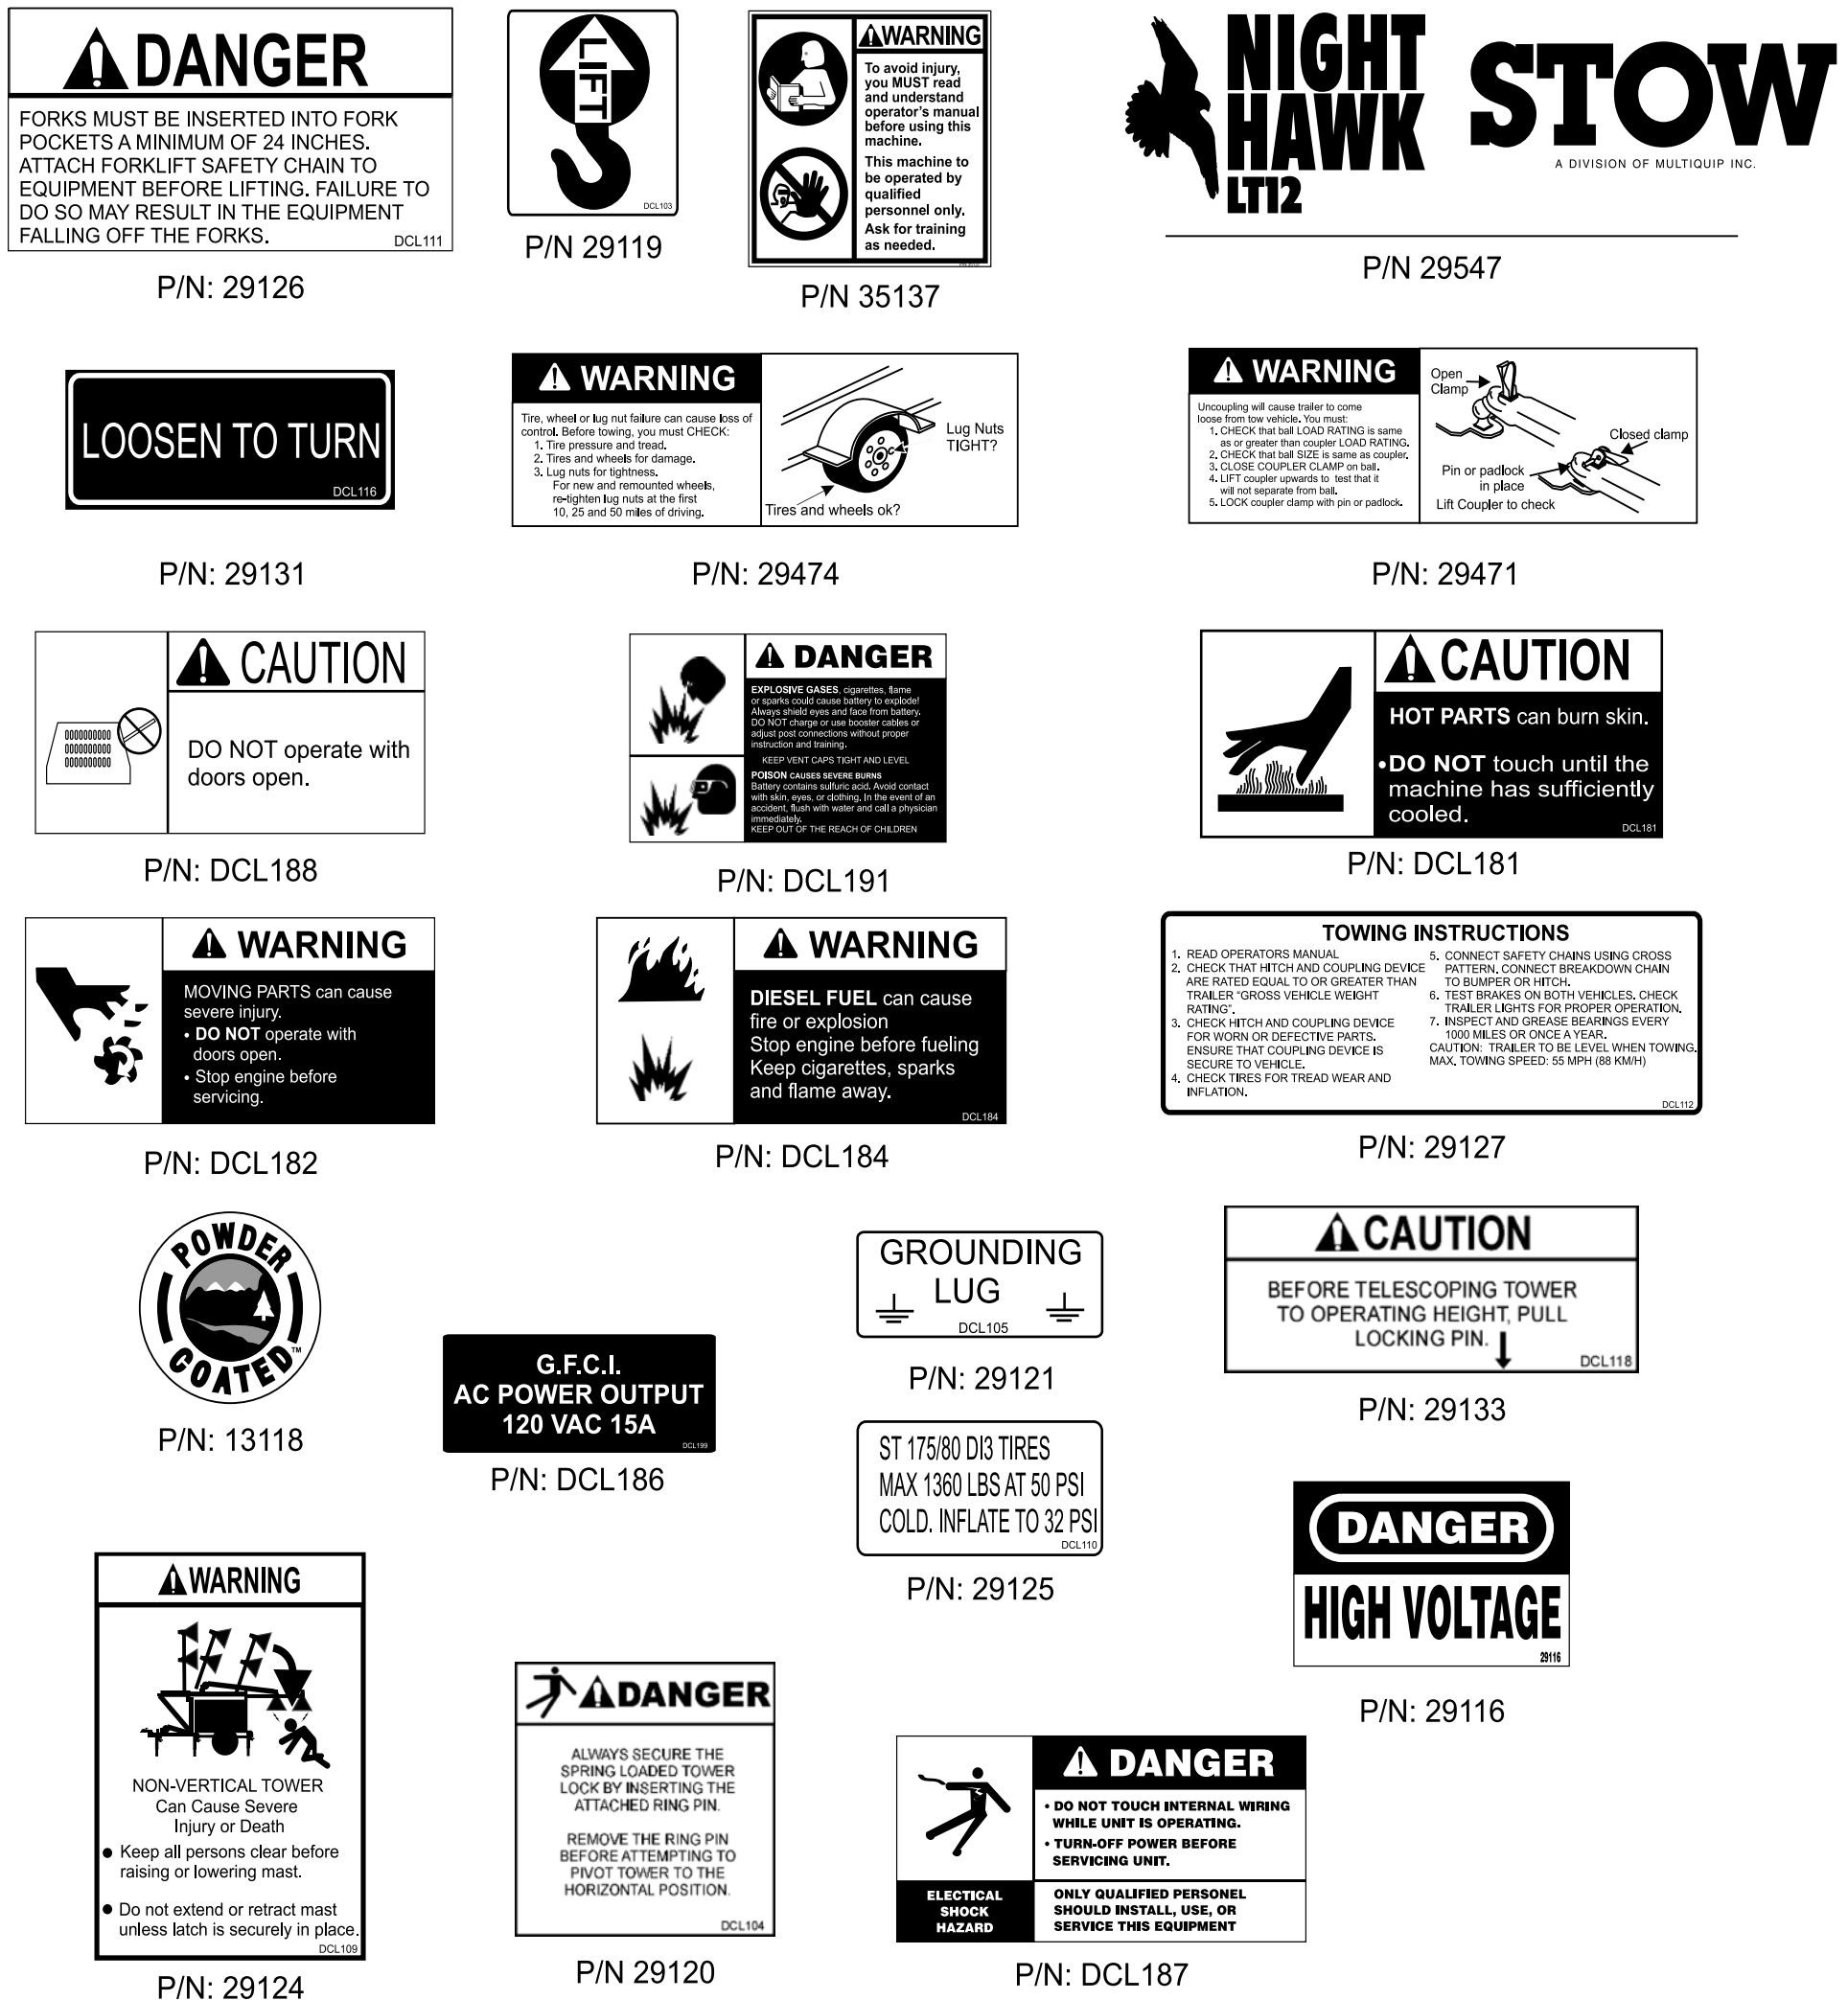 DANGER
FORKS MUST BE INSERTED INTO FORK
POCKETS A MINIMUM OF 24 INCHES.
ATTACH FORKLIFT SAFETY CHAIN TO
EQUIPMENT BEFORE LIFTING. FAILURE TO
DO SO MAY RESULT IN THE EQUIPMENT
FALLING OFF THE FORKS.
DCL111
P/N: 29126
LIFT
DCL103
P/N 29119
WARNING
To avoid injury,
you MUST read
and understand
operator's manual
before using this
machine.
This machine to
be operated by
qualified
personnel only.
Ask for training
as needed.
P/N 35137
NIGHT
HAWK
LT12
STOW
A DIVISION OF MULTIQUIP INC.
P/N 29547
LOOSEN TO TURN
DCL116
P/N: 29131
WARNING
Tire, wheel or lug nut failure can cause loss of
control. Before towing, you must CHECK:
1. Tire pressure and tread.
2. Tires and wheels for damage.
3. Lug nuts for tightness.
For new and remounted wheels,
re-tighten lug nuts at the first
10, 25 and 50 miles of driving.
Lug Nuts
TIGHT?
Tires and wheels ok?
P/N: 29474
WARNING
Uncoupling will cause trailer to come
loose from tow vehicle. You must:
1. CHECK that ball LOAD RATING is same
as or greater than coupler LOAD RATING.
2. CHECK that ball SIZE is same as coupler.
3. CLOSE COUPLER CLAMP on ball.
4. LIFT coupler upwards to test that it
will not separate from ball.
5. LOCK coupler clamp with pin or padlock.
Open
Clamp
Closed clamp
Pin or padlock
in place
Lift Coupler to check
P/N: 29471
CAUTION
DO NOT operate with
doors open.
P/N: DCL188
DANGER
EXPLOSIVE GASES, cigarettes, flame
or sparks could cause battery to explode!
Always shield eyes and face from battery.
DO NOT charge or use booster cables or
adjust post connections without proper
instruction and training.
KEEP VENT CAPS TIGHT AND LEVEL
POISON CAUSES SEVERE BURNS
Battery contains sulfuric acid. Avoid contact
with skin, eyes, or clothing. In the event of an
accident, flush with water and call a physician
immediately.
KEEP OUT OF THE REACH OF CHILDREN
P/N: DCL191
CAUTION
HOT PARTS can burn skin.
•DO NOT touch until the
machine has sufficiently
cooled.
DCL181
P/N: DCL181
WARNING
MOVING PARTS can cause
severe injury.
• DO NOT operate with
doors open.
• Stop engine before
servicing.
P/N: DCL182
WARNING
DIESEL FUEL can cause
fire or explosion
Stop engine before fueling
Keep cigarettes, sparks
and flame away.
DCL184
P/N: DCL184
TOWING INSTRUCTIONS
1. READ OPERATORS MANUAL
2. CHECK THAT HITCH AND COUPLING DEVICE
ARE RATED EQUAL TO OR GREATER THAN
TRAILER "GROSS VEHICLE WEIGHT
RATING".
3. CHECK HITCH AND COUPLING DEVICE
FOR WORN OR DEFECTIVE PARTS.
ENSURE THAT COUPLING DEVICE IS
SECURE TO VEHICLE.
4. CHECK TIRES FOR TREAD WEAR AND
INFLATION.
5. CONNECT SAFETY CHAINS USING CROSS
PATTERN. CONNECT BREAKDOWN CHAIN
TO BUMPER OR HITCH.
6. TEST BRAKES ON BOTH VEHICLES. CHECK
TRAILER LIGHTS FOR PROPER OPERATION.
7. INSPECT AND GREASE BEARINGS EVERY
1000 MILES OR ONCE A YEAR.
CAUTION: TRAILER TO BE LEVEL WHEN TOWING.
MAX. TOWING SPEED: 55 MPH (88 KM/H)
DCL112
P/N: 29127
POWDER
COATED™
P/N: 13118
G.F.C.I.
AC POWER OUTPUT
120 VAC 15A
DCL199
P/N: DCL186
GROUNDING
LUG
DCL105
P/N: 29121
ST 175/80 DI3 TIRES
MAX 1360 LBS AT 50 PSI
COLD. INFLATE TO 32 PSI
DCL110
P/N: 29125
CAUTION
BEFORE TELESCOPING TOWER
TO OPERATING HEIGHT, PULL
LOCKING PIN.
DCL118
P/N: 29133
DANGER
HIGH VOLTAGE
29116
P/N: 29116
WARNING
NON-VERTICAL TOWER
Can Cause Severe
Injury or Death
● Keep all persons clear before
raising or lowering mast.
● Do not extend or retract mast
unless latch is securely in place.
DCL109
P/N: 29124
DANGER
ALWAYS SECURE THE
SPRING LOADED TOWER
LOCK BY INSERTING THE
ATTACHED RING PIN.
REMOVE THE RING PIN
BEFORE ATTEMPTING TO
PIVOT TOWER TO THE
HORIZONTAL POSITION.
DCL104
P/N 29120
DANGER
• DO NOT TOUCH INTERNAL WIRING
WHILE UNIT IS OPERATING.
• TURN-OFF POWER BEFORE
SERVICING UNIT.
ELECTICAL
SHOCK
HAZARD
ONLY QUALIFIED PERSONEL
SHOULD INSTALL, USE, OR
SERVICE THIS EQUIPMENT
P/N: DCL187